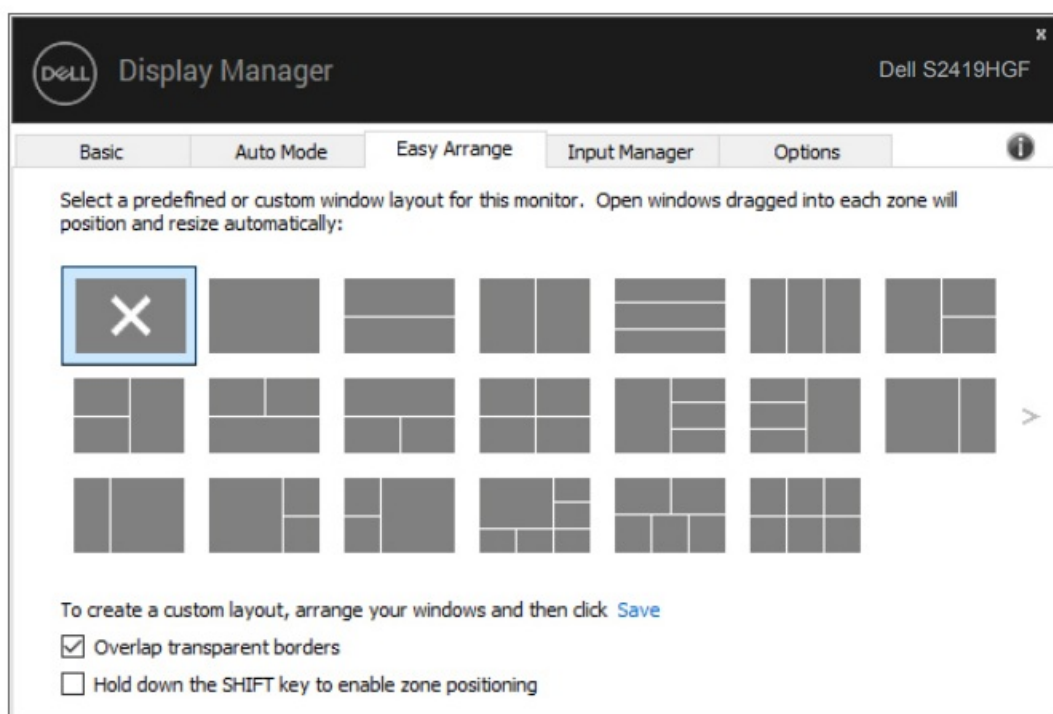 x
DELL Display Manager Dell S2419HGF
Basic Auto Mode Easy Arrange Input Manager Options i
Select a predefined or custom window layout for this monitor. Open windows dragged into each zone will
position and resize automatically:
>
To create a custom layout, arrange your windows and then click Save
Overlap transparent borders
Hold down the SHIFT key to enable zone positioning